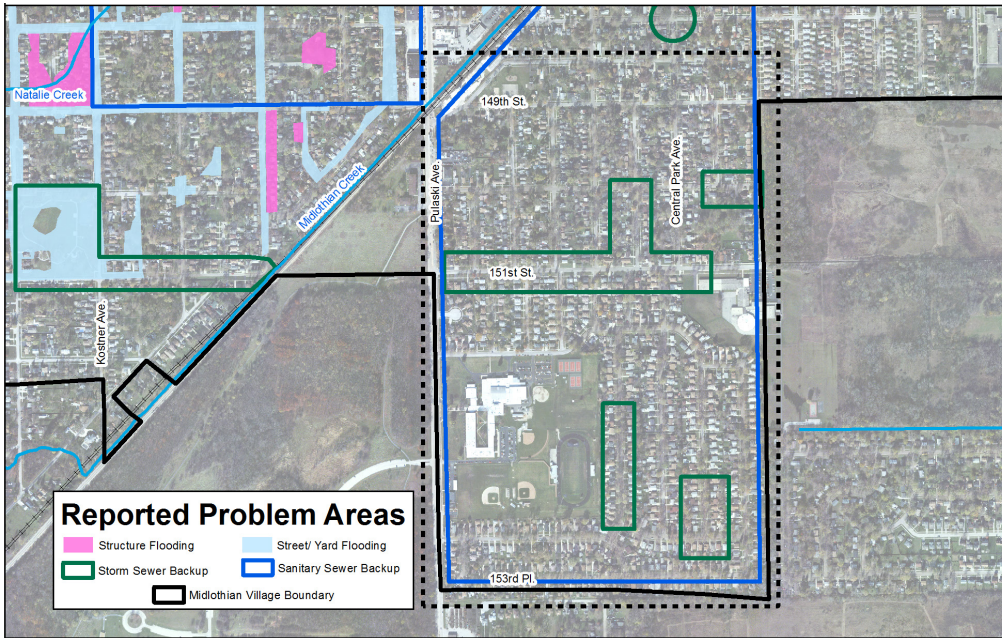 Natalie Creek
149th St.
Midlothian Creek
Pulaski Ave.
Central Park Ave.
151st St.
Kostner Ave.
153rd Pl.
Reported Problem Areas
Structure Flooding
Street/ Yard Flooding
Storm Sewer Backup
Sanitary Sewer Backup
Midlothian Village Boundary